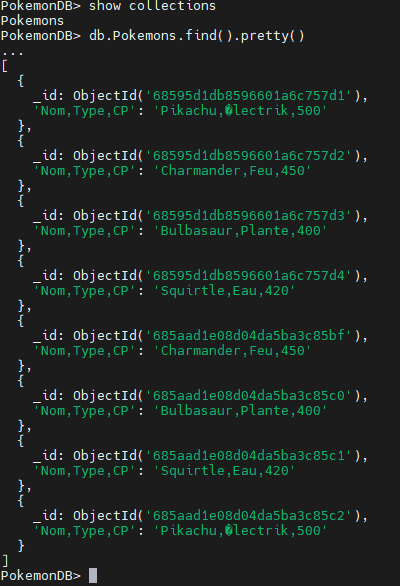 PokemonDB> show collections
Pokemons
PokemonDB> db.Pokemons.find().pretty()
...
[
  {
    _id: ObjectId('68595d1db8596601a6c757d1'),
    'Nom,Type,CP': 'Pikachu,�lectrik,500'
  },
  {
    _id: ObjectId('68595d1db8596601a6c757d2'),
    'Nom,Type,CP': 'Charmander,Feu,450'
  },
  {
    _id: ObjectId('68595d1db8596601a6c757d3'),
    'Nom,Type,CP': 'Bulbasaur,Plante,400'
  },
  {
    _id: ObjectId('68595d1db8596601a6c757d4'),
    'Nom,Type,CP': 'Squirtle,Eau,420'
  },
  {
    _id: ObjectId('685aad1e08d04da5ba3c85bf'),
    'Nom,Type,CP': 'Charmander,Feu,450'
  },
  {
    _id: ObjectId('685aad1e08d04da5ba3c85c0'),
    'Nom,Type,CP': 'Bulbasaur,Plante,400'
  },
  {
    _id: ObjectId('685aad1e08d04da5ba3c85c1'),
    'Nom,Type,CP': 'Squirtle,Eau,420'
  },
  {
    _id: ObjectId('685aad1e08d04da5ba3c85c2'),
    'Nom,Type,CP': 'Pikachu,�lectrik,500'
  }
]
PokemonDB>